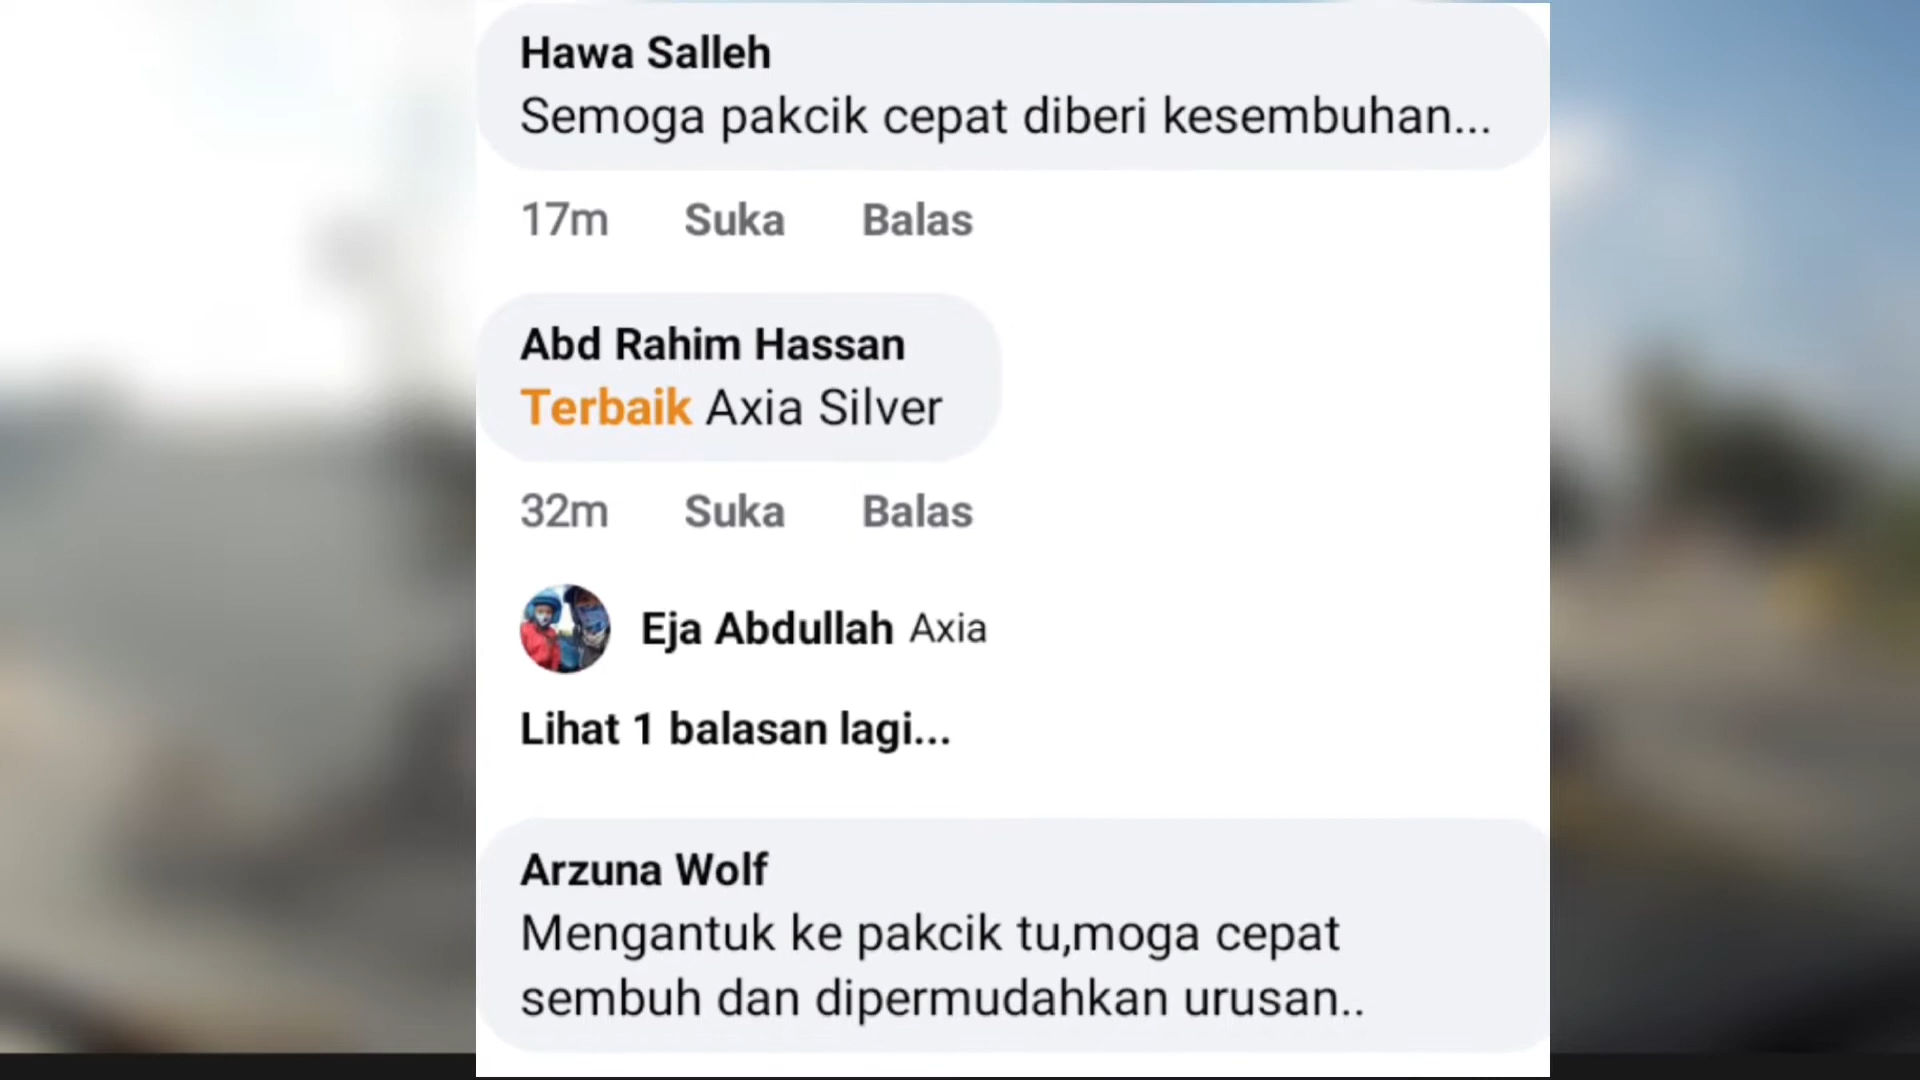 Hawa Salleh
Semoga pakcik cepat diberi kesembuhan...
17m Suka Balas
Abd Rahim Hassan
Terbaik Axia Silver
32m Suka Balas
Eja Abdullah Axia
Lihat 1 balasan lagi...
Arzuna Wolf
Mengantuk ke pakcik tu,moga cepat
sembuh dan dipermudahkan urusan..